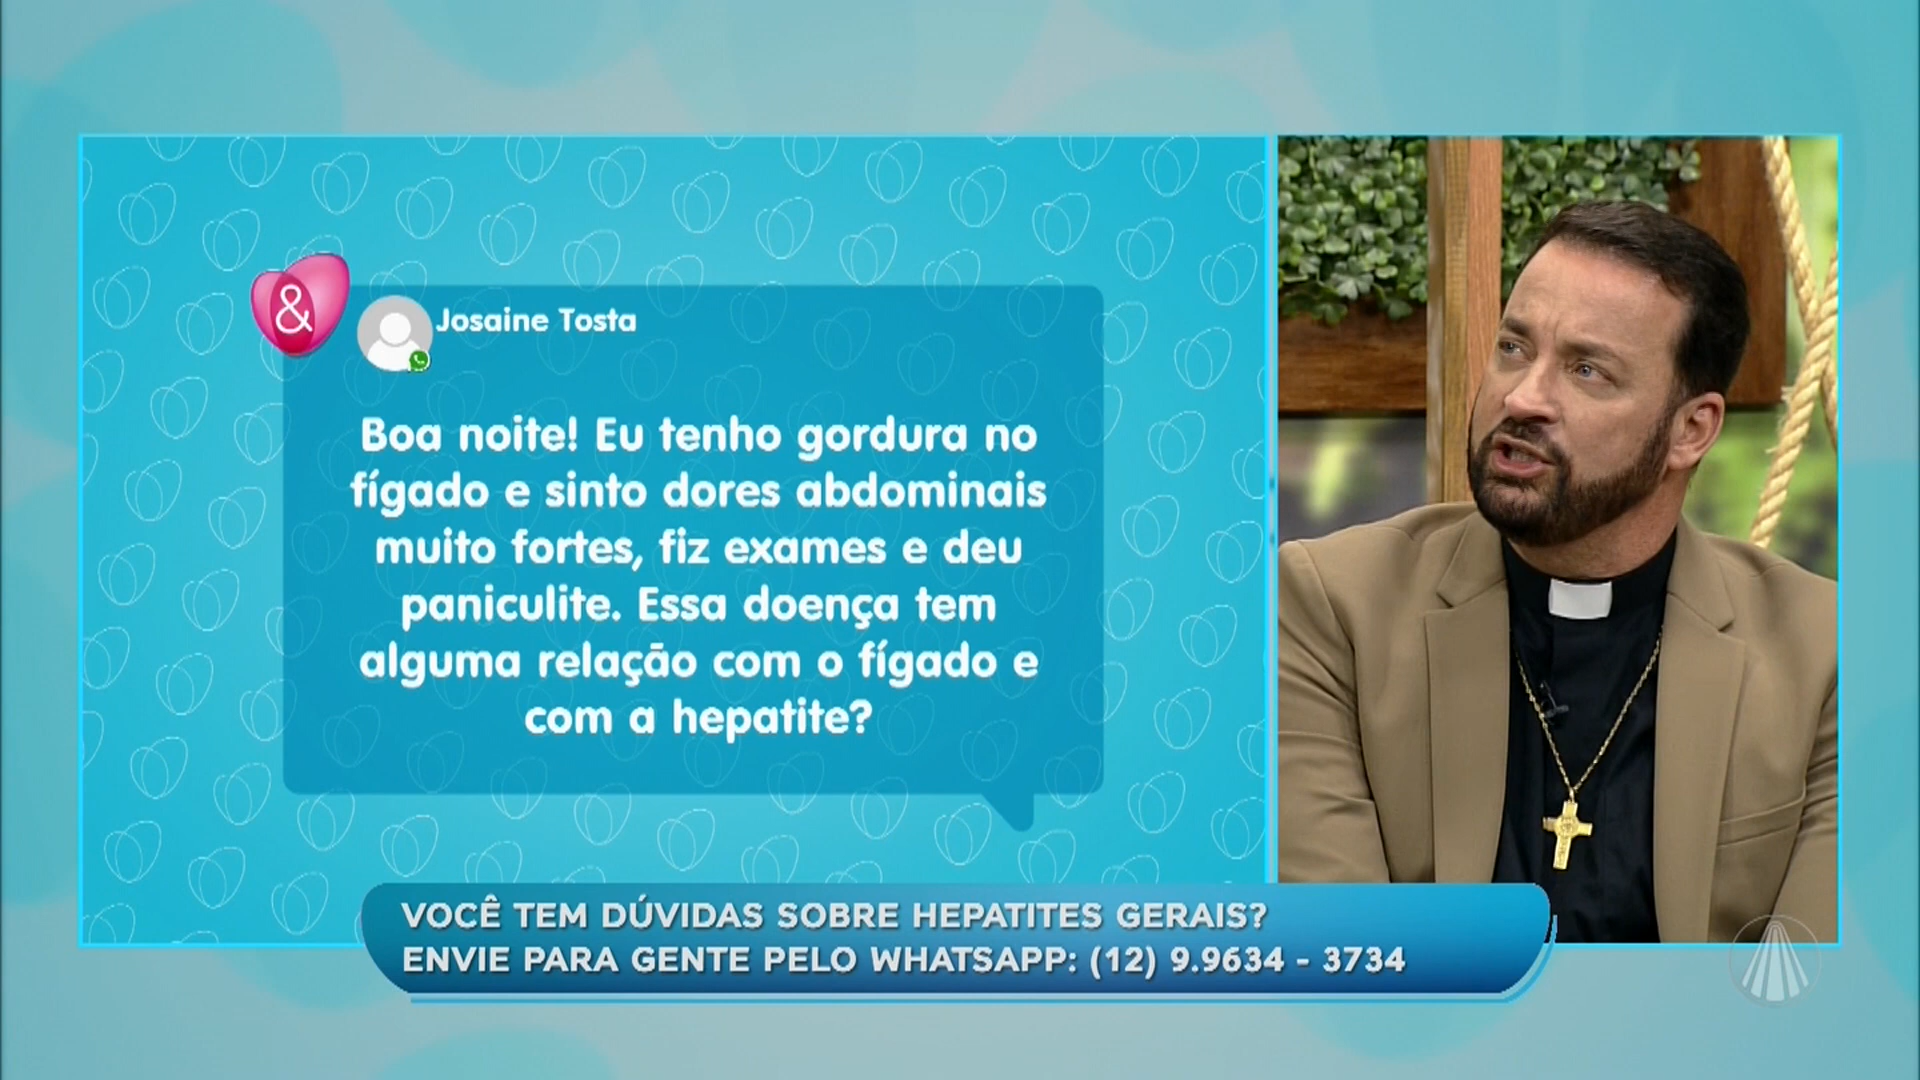 &
Josaine Tosta
Boa noite! Eu tenho gordura no
fígado e sinto dores abdominais
muito fortes, fiz exames e deu
paniculite. Essa doença tem
alguma relação com o fígado e
com a hepatite?
VOCÊ TEM DÚVIDAS SOBRE HEPATITES GERAIS?
ENVIE PARA GENTE PELO WHATSAPP: (12) 9.9634 - 3734